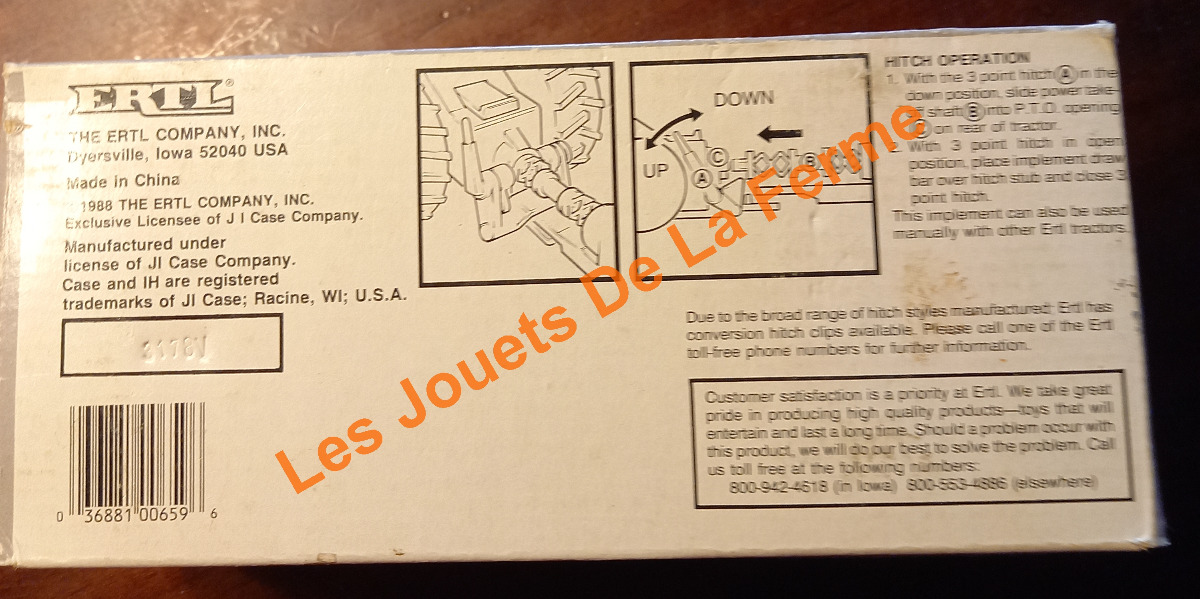 ERTL®
THE ERTL COMPANY, INC.
Dyersville, Iowa 52040 USA
Made in China
1988 THE ERTL COMPANY, INC.
Exclusive Licensee of J I Case Company.
Manufactured under
license of JI Case Company.
Case and IH are registered
trademarks of JI Case; Racine, WI; U.S.A.
0 36881 00659 6
DOWN
UP
C
A
B
HITCH OPERATION
1. With the 3 point hitch A in the
down position, slide power take-
shaft B into P.T.O. opening
on rear of tractor.
With 3 point hitch in open
position, place implement draw
bar over hitch stub and close 3
point hitch.
This implement can also be used
manually with other Ertl tractors.
Due to the broad range of hitch styles manufactured; Ertl has
conversion hitch clips available. Please call one of the Ertl
toll-free phone numbers for further information.
Customer satisfaction is a priority at Ertl. We take great
pride in producing high quality products—toys that will
entertain and last a long time. Should a problem occur with
this product, we will do our best to solve the problem. Call
us toll free at the following numbers:
800-942-4618 (in Iowa) 800-553-4886 (elsewhere)
Les Jouets De La Ferme